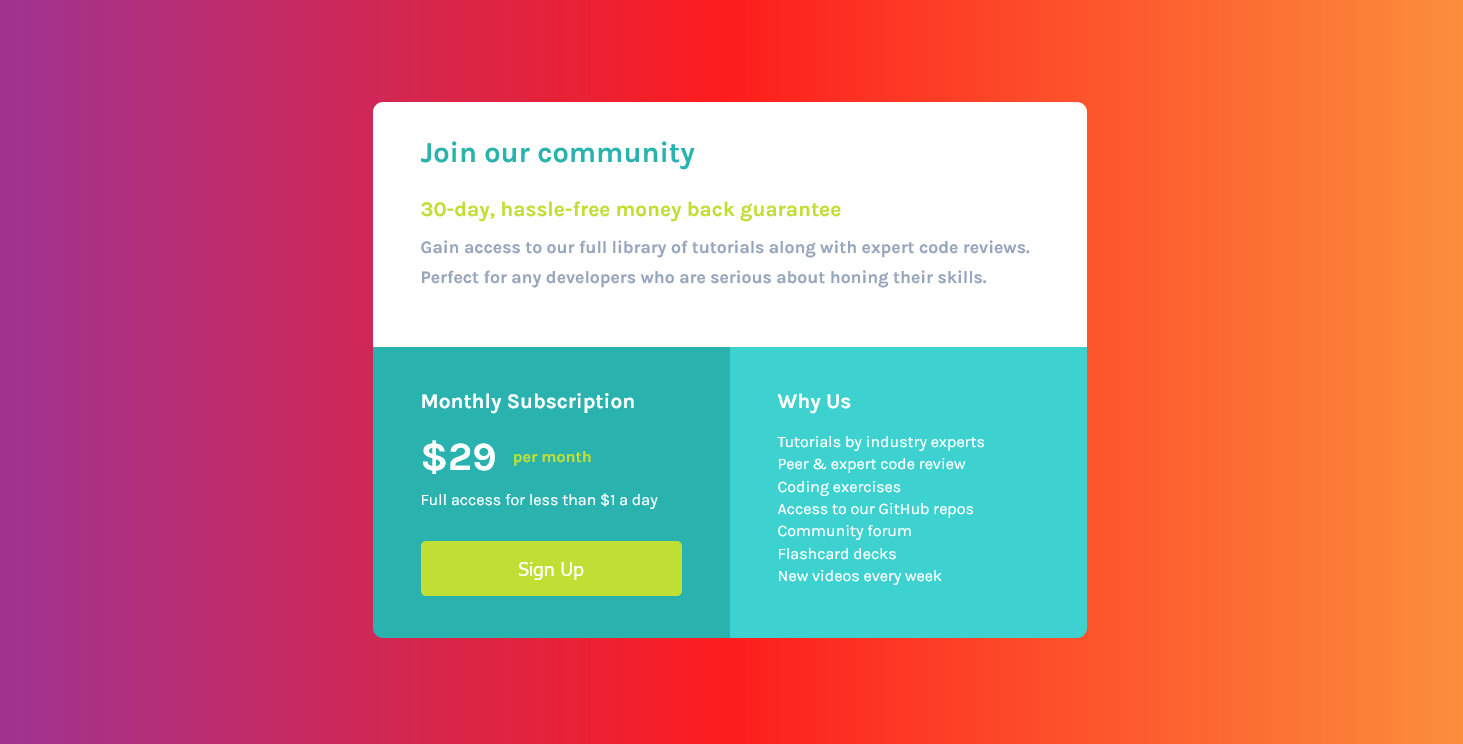 Join our community
30-day, hassle-free money back guarantee
Gain access to our full library of tutorials along with expert code reviews.
Perfect for any developers who are serious about honing their skills.
Monthly Subscription
$29 per month
Full access for less than $1 a day
Sign Up
Why Us
Tutorials by industry experts
Peer & expert code review
Coding exercises
Access to our GitHub repos
Community forum
Flashcard decks
New videos every week